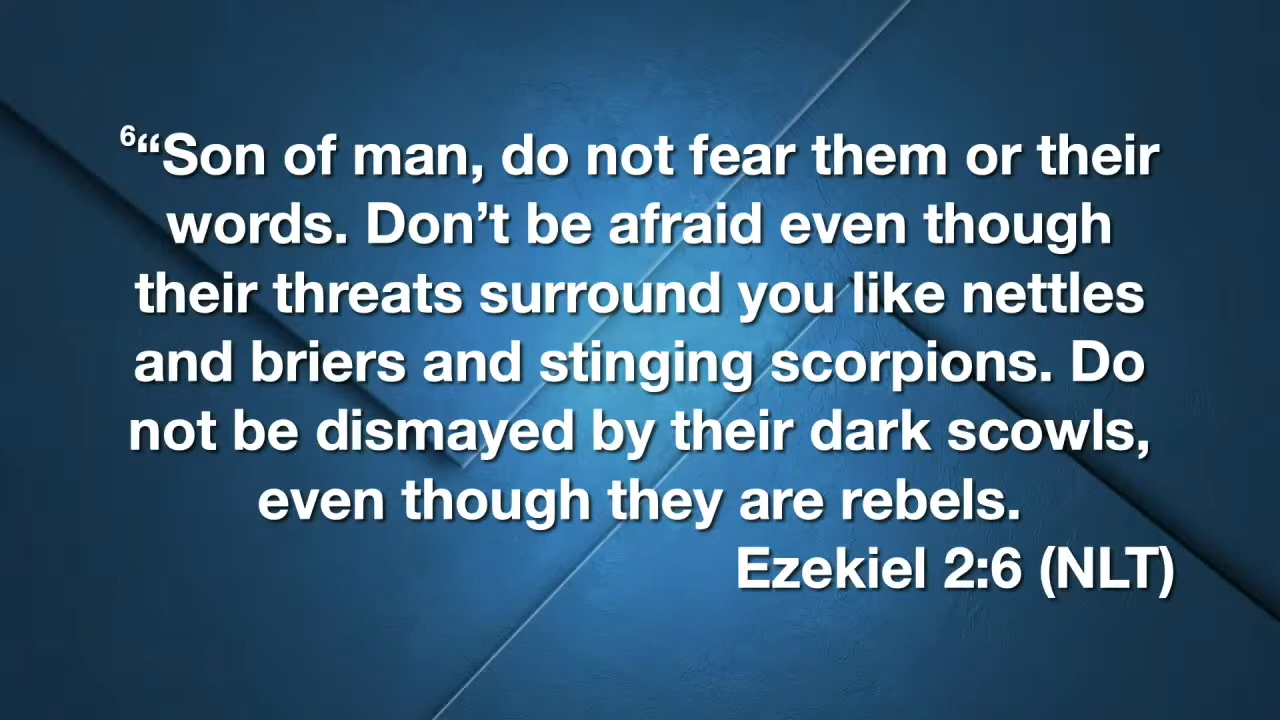 ⁶“Son of man, do not fear them or their
words. Don’t be afraid even though
their threats surround you like nettles
and briers and stinging scorpions. Do
not be dismayed by their dark scowls,
even though they are rebels.
Ezekiel 2:6 (NLT)